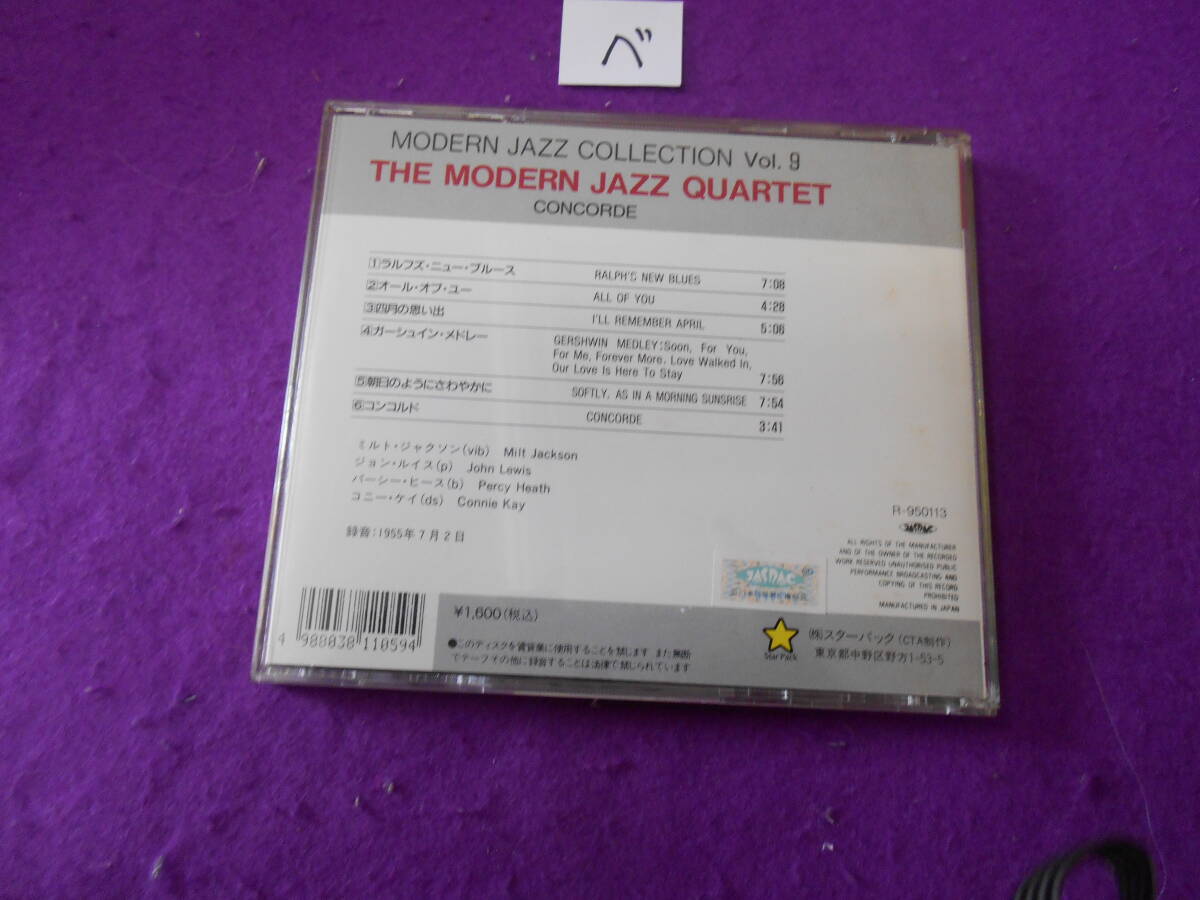 べ
MODERN JAZZ COLLECTION Vol. 9
THE MODERN JAZZ QUARTET
CONCORDE
1 ラルフズ・ニュー・ブルース RALPH'S NEW BLUES 7:08
2 オール・オブ・ユー ALL OF YOU 4:28
3 四月の思い出 I'LL REMEMBER APRIL 5:06
4 ガーシュイン・メドレー GERSHWIN MEDLEY:Soon, For You,
For Me, Forever More, Love Walked In,
Our Love Is Here To Stay 7:56
5 朝日のようにさわやかに SOFTLY, AS IN A MORNING SUNSRISE 7:54
6 コンコルド CONCORDE 3:41
ミルト・ジャクソン(vib) Milt Jackson
ジョン・ルイス(p) John Lewis
パーシー・ヒース(b) Percy Heath
コニー・ケイ(ds) Connie Kay
録音:1955年7月2日
R-950113
ALL RIGHTS OF THE MANUFACTURER
AND OF THE OWNER OF THE RECORDED
WORK RESERVED UNAUTHORISED PUBLIC
PERFORMANCE BROADCASTING AND
COPYING OF THIS RECORD
PROHIBITED
MANUFACTURED IN JAPAN
JASRAC
4 988038 110594
¥1,600(税込)
●このディスクを賃貸業に使用することを禁じます また無断
でテープその他に録音することは法律で禁じられています
Star Pack
(株)スターパック(CTA制作)
東京都中野区野方1-53-5